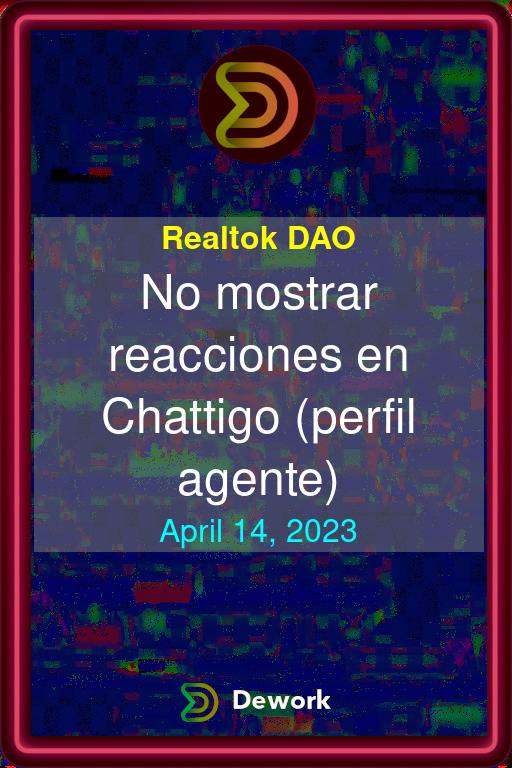 Realtok DAO
No mostrar
reacciones en
Chattigo (perfil
agente)
April 14, 2023
Dework